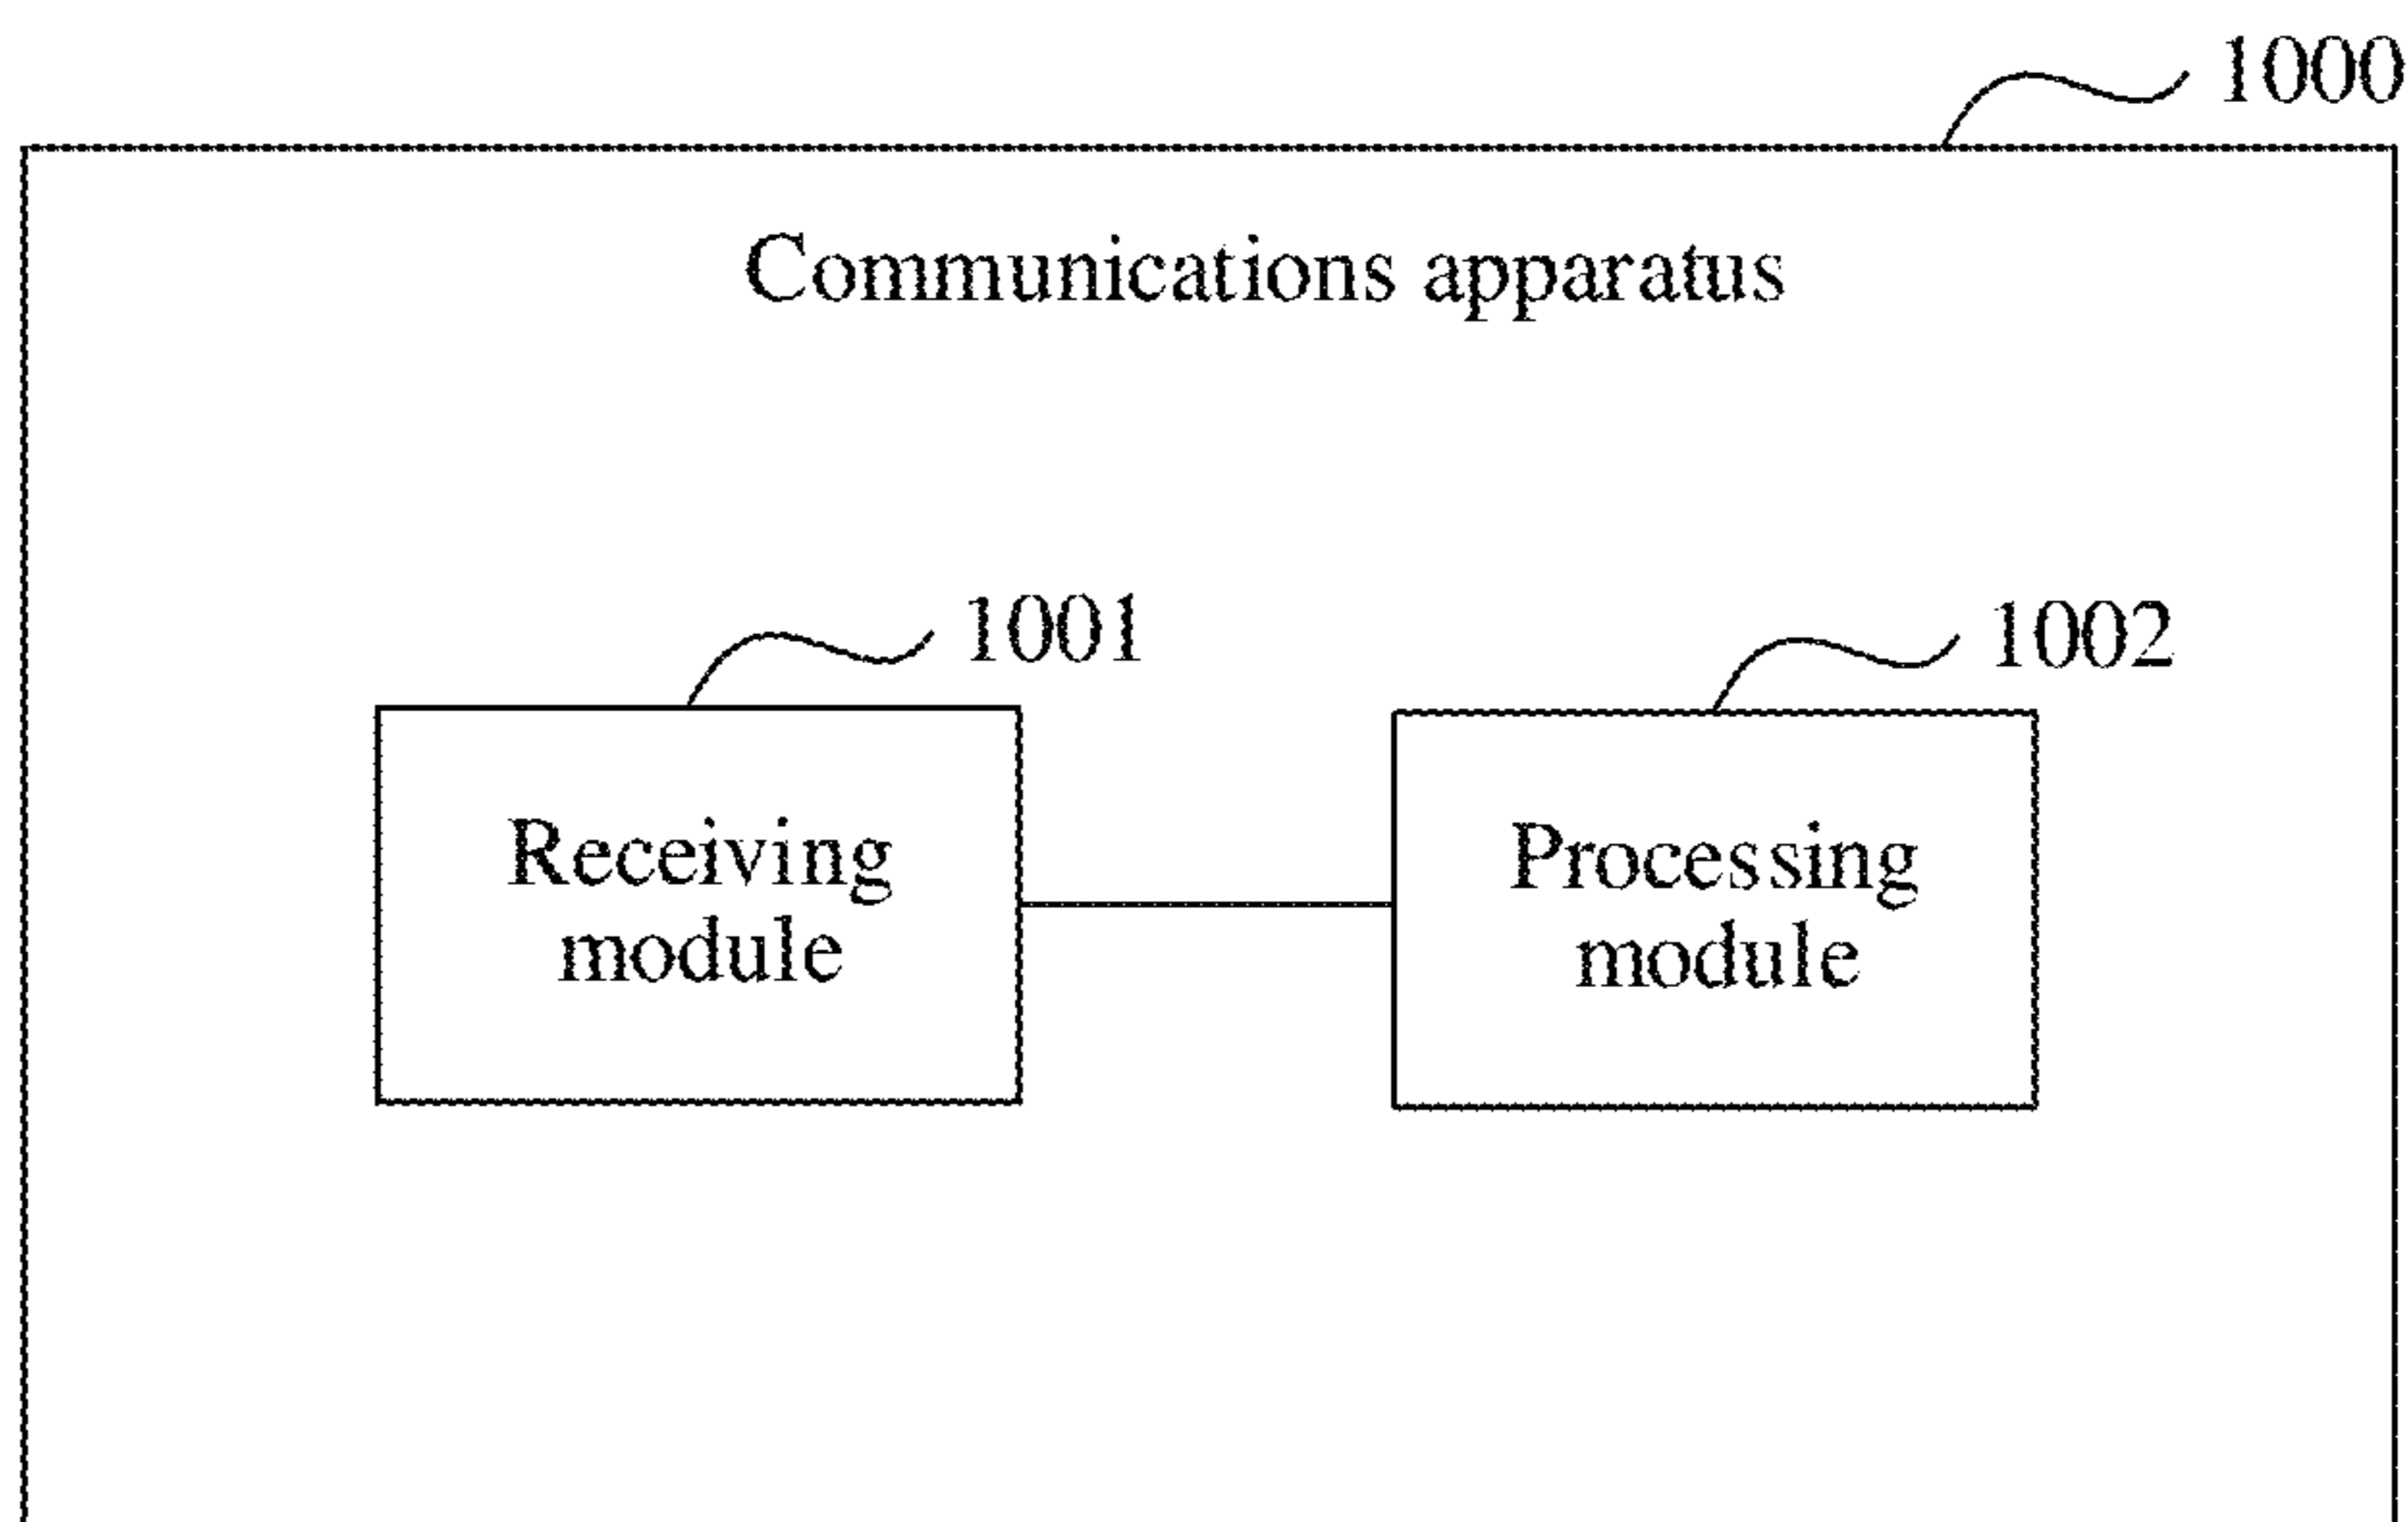 1000
Communications apparatus
1001
1002
Receiving
module
Processing
module